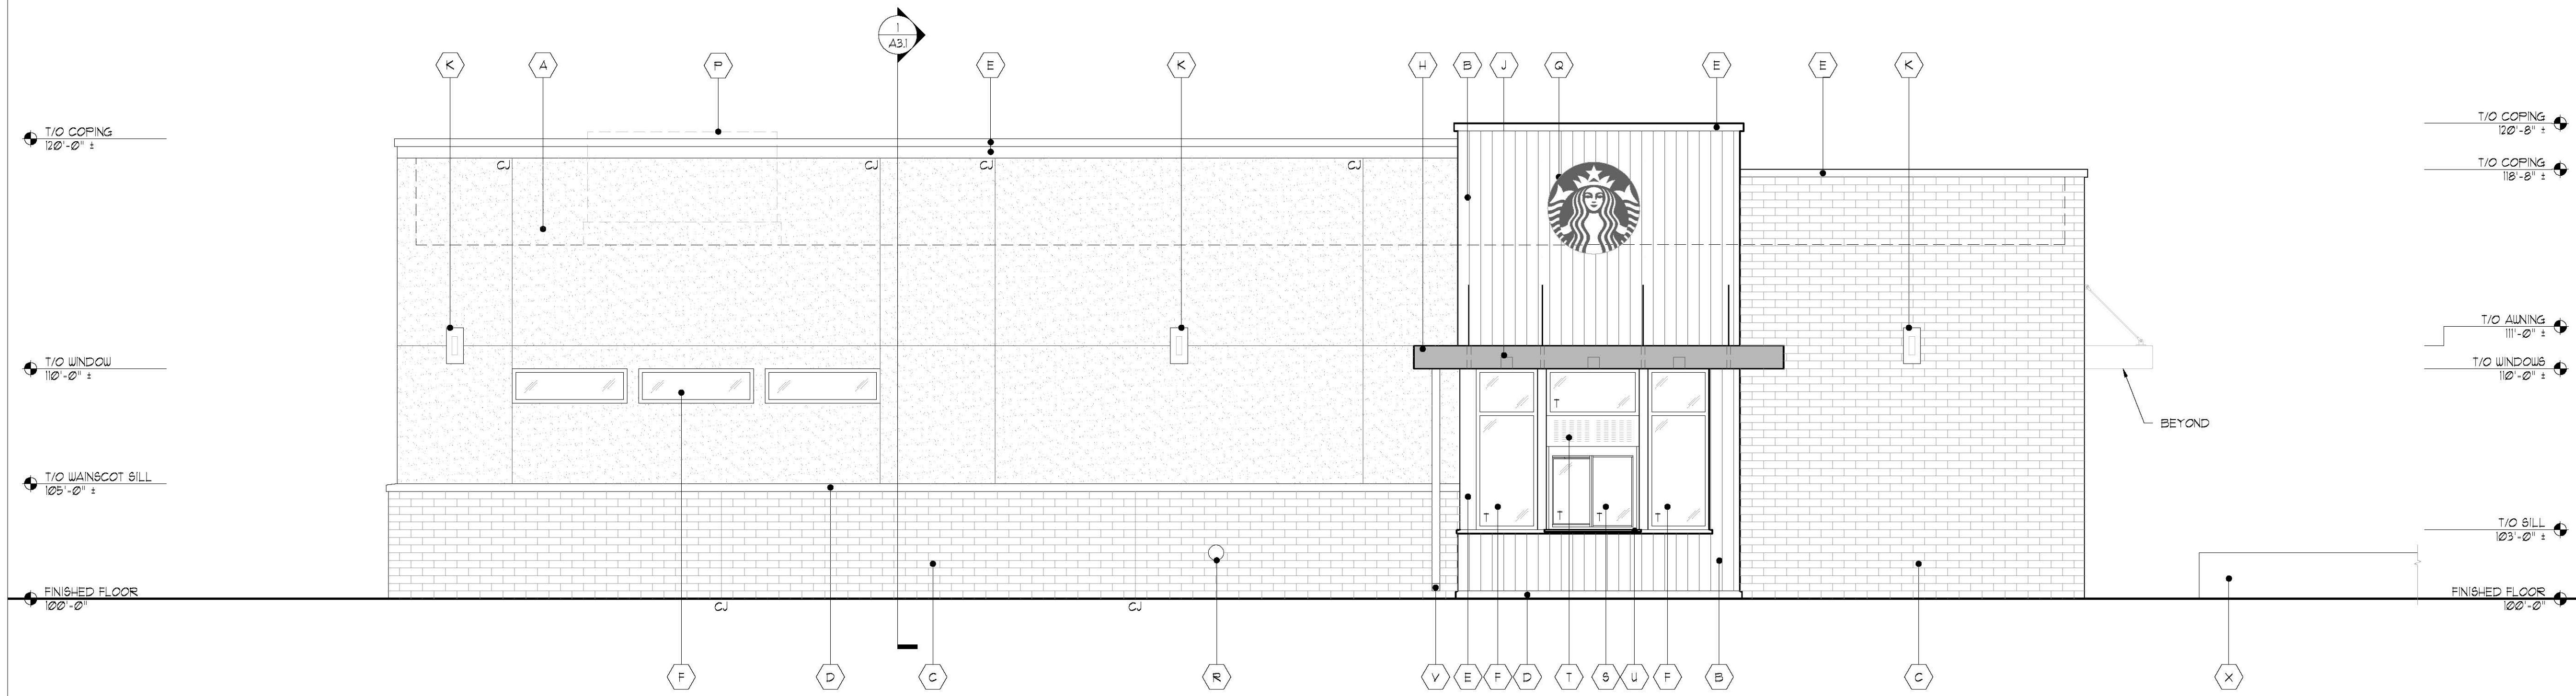 1
A3.1
K
A
P
E
K
H
B
J
Q
E
E
K
T/O COPING
120'-0" ±
T/O COPING
120'-8" ±
CJ
CJ
CJ
CJ
T/O COPING
118'-8" ±
T/O AWNING
111'-0" ±
T/O WINDOW
110'-0" ±
T/O WINDOWS
110'-0" ±
T
BEYOND
T/O WAINSCOT SILL
105'-0" ±
T
T
T
T
T/O SILL
103'-0" ±
FINISHED FLOOR
100'-0"
FINISHED FLOOR
100'-0"
CJ
CJ
F
D
C
R
V
E
F
D
T
S
U
F
B
C
X